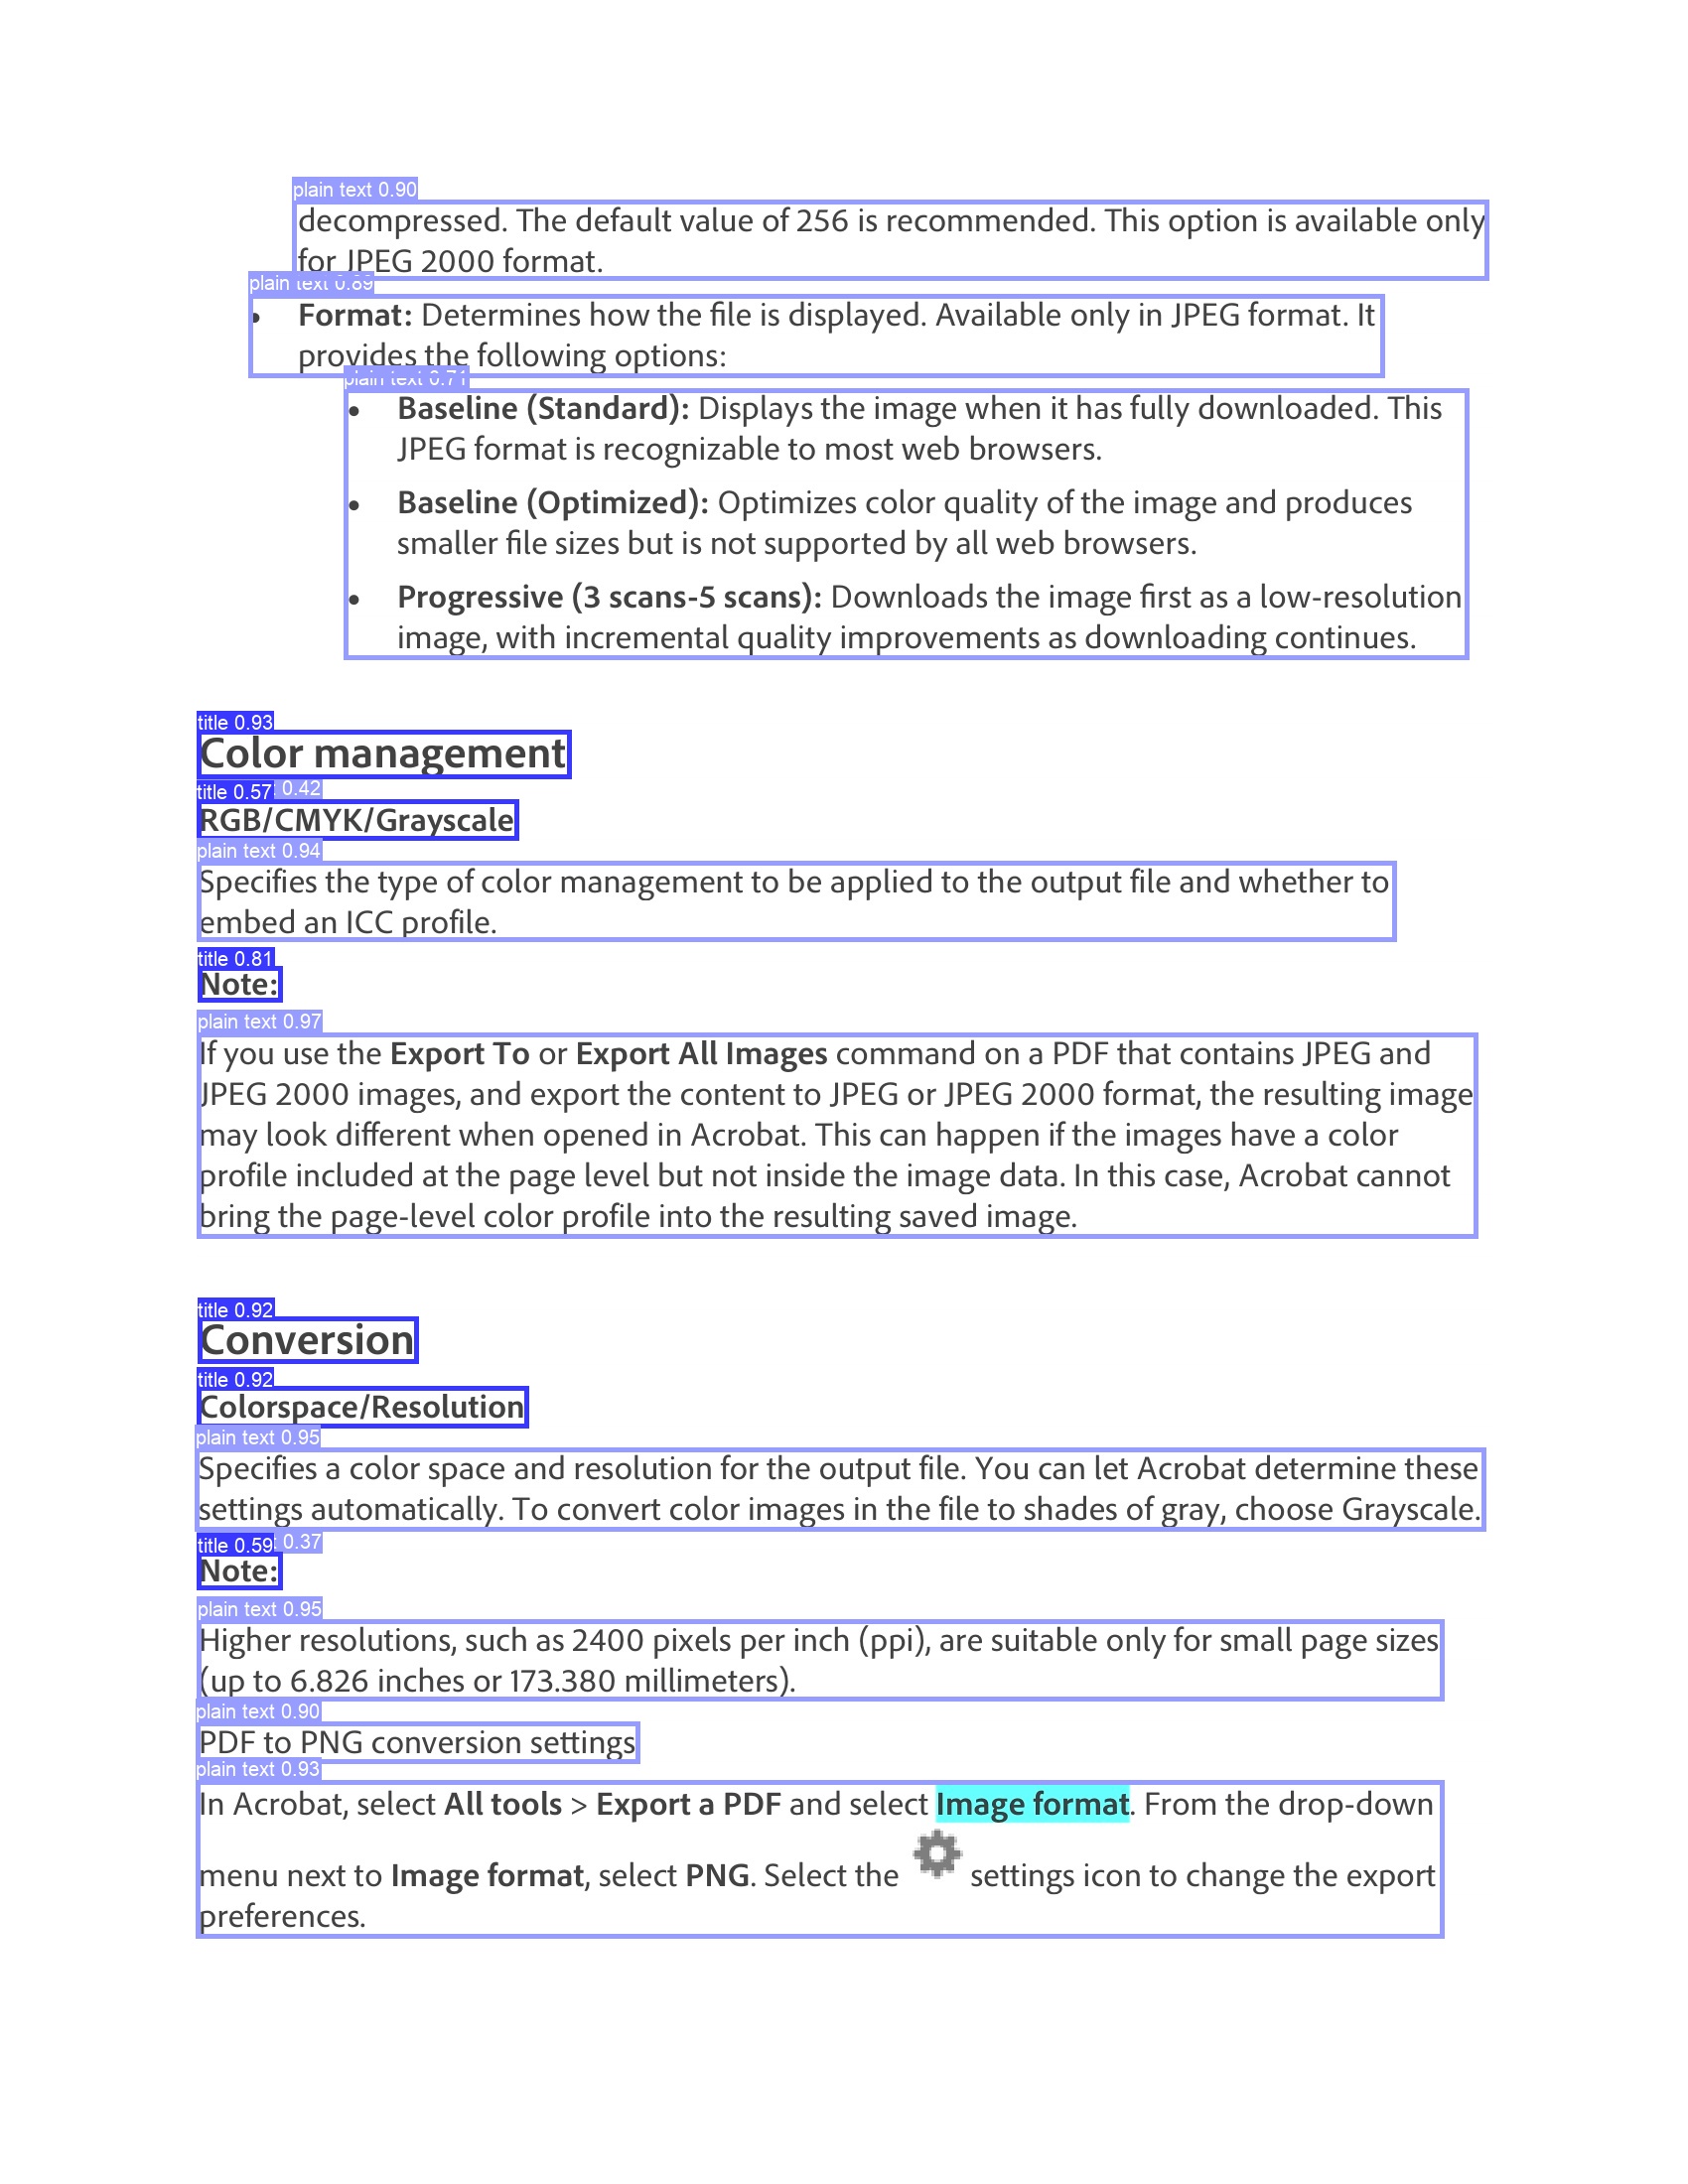 plain text 0.90
decompressed. The default value of 256 is recommended. This option is available only
for JPEG 2000 format.
plain text 0.89
• Format: Determines how the file is displayed. Available only in JPEG format. It
provides the following options:
plain text 0.71
• Baseline (Standard): Displays the image when it has fully downloaded. This
JPEG format is recognizable to most web browsers.
• Baseline (Optimized): Optimizes color quality of the image and produces
smaller file sizes but is not supported by all web browsers.
• Progressive (3 scans-5 scans): Downloads the image first as a low-resolution
image, with incremental quality improvements as downloading continues.
title 0.93
Color management
title 0.57 0.42
RGB/CMYK/Grayscale
plain text 0.94
Specifies the type of color management to be applied to the output file and whether to
embed an ICC profile.
title 0.81
Note:
plain text 0.97
If you use the Export To or Export All Images command on a PDF that contains JPEG and
JPEG 2000 images, and export the content to JPEG or JPEG 2000 format, the resulting image
may look different when opened in Acrobat. This can happen if the images have a color
profile included at the page level but not inside the image data. In this case, Acrobat cannot
bring the page-level color profile into the resulting saved image.
title 0.92
Conversion
title 0.92
Colorspace/Resolution
plain text 0.95
Specifies a color space and resolution for the output file. You can let Acrobat determine these
settings automatically. To convert color images in the file to shades of gray, choose Grayscale.
title 0.59 0.37
Note:
plain text 0.95
Higher resolutions, such as 2400 pixels per inch (ppi), are suitable only for small page sizes
(up to 6.826 inches or 173.380 millimeters).
plain text 0.90
PDF to PNG conversion settings
plain text 0.93
In Acrobat, select All tools > Export a PDF and select Image format. From the drop-down
menu next to Image format, select PNG. Select the settings icon to change the export
preferences.